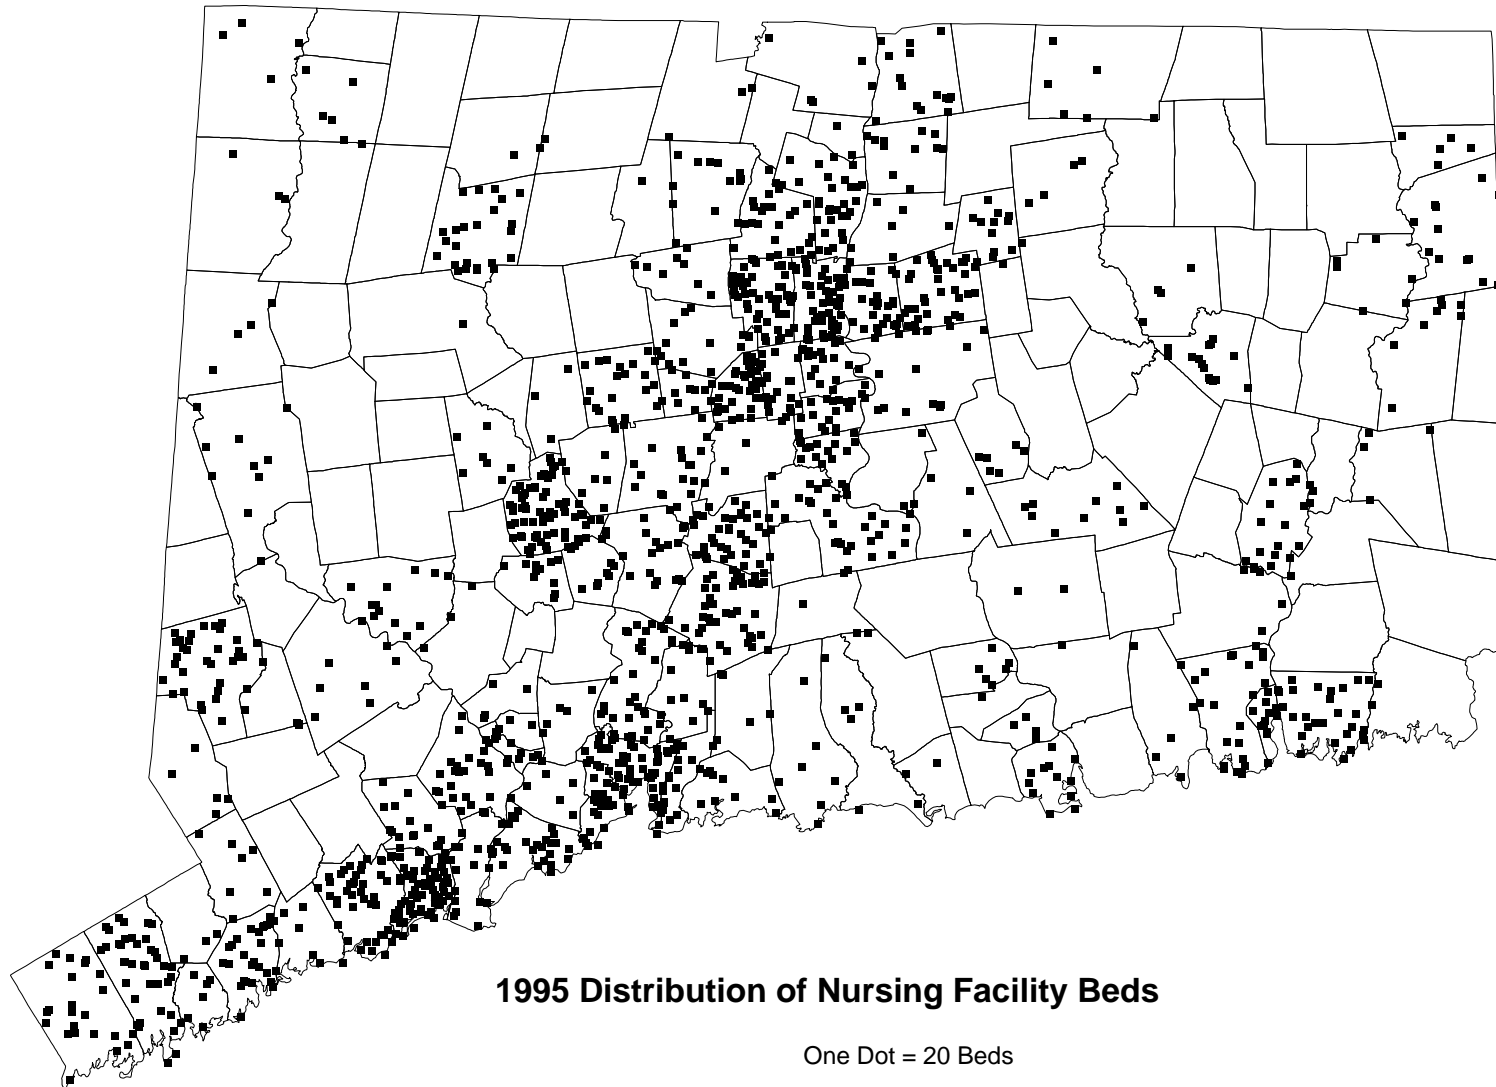 1995 Distribution of Nursing Facility Beds
One Dot = 20 Beds